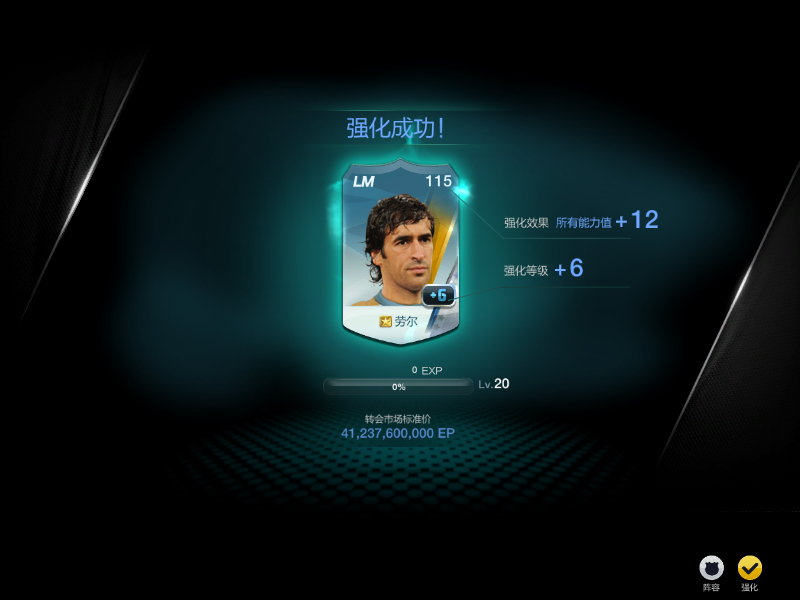 强化成功!
LM 115
强化效果 所有能力值 +12
强化等级 +6
+6
劳尔
0 EXP
0%
Lv.20
转会市场标准价
41,237,600,000 EP
阵容 强化